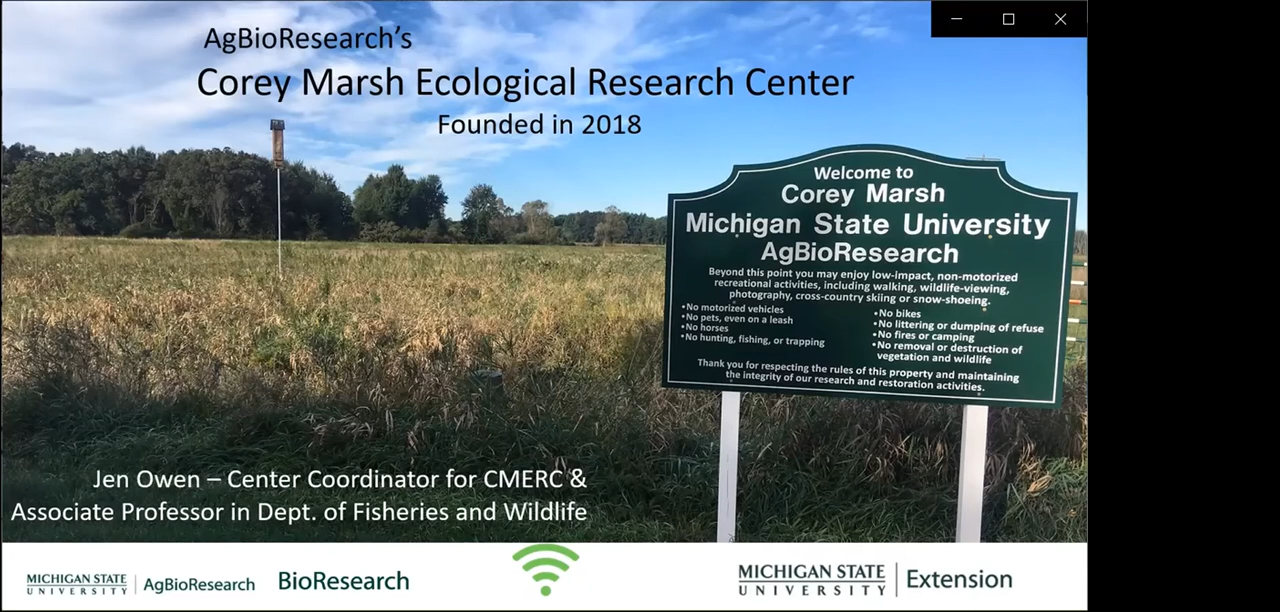 AgBioResearch's
Corey Marsh Ecological Research Center
Founded in 2018
Welcome to
Corey Marsh
Michigan State University
AgBioResearch
Beyond this point you may enjoy low-impact, non-motorized
recreational activities, including walking, wildlife-viewing,
photography, cross-country skiing or snow-shoeing.
•No motorized vehicles
•No pets, even on a leash
•No horses
•No hunting, fishing, or trapping
•No bikes
•No littering or dumping of refuse
•No fires or camping
•No removal or destruction of
vegetation and wildlife
Thank you for respecting the rules of this property and maintaining
the integrity of our research and restoration activities.
Jen Owen – Center Coordinator for CMERC &
Associate Professor in Dept. of Fisheries and Wildlife
MICHIGAN STATE
UNIVERSITY
AgBioResearch
BioResearch
MICHIGAN STATE
UNIVERSITY
Extension